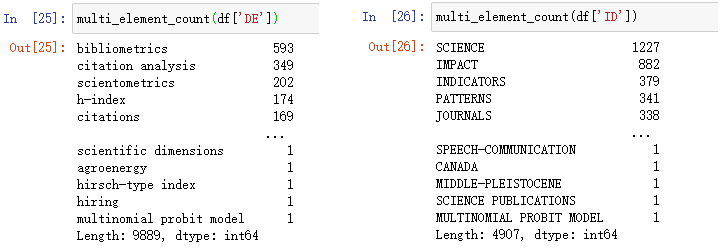 In [25]: multi_element_count(df['DE'])
Out[25]: bibliometrics 593
citation analysis 349
scientometrics 202
h-index 174
citations 169
...
scientific dimensions 1
agroenergy 1
hirsch-type index 1
hiring 1
multinomial probit model 1
Length: 9889, dtype: int64
In [26]: multi_element_count(df['ID'])
Out[26]: SCIENCE 1227
IMPACT 882
INDICATORS 379
PATTERNS 341
JOURNALS 338
...
SPEECH-COMMUNICATION 1
CANADA 1
MIDDLE-PLEISTOCENE 1
SCIENCE PUBLICATIONS 1
MULTINOMIAL PROBIT MODEL 1
Length: 4907, dtype: int64